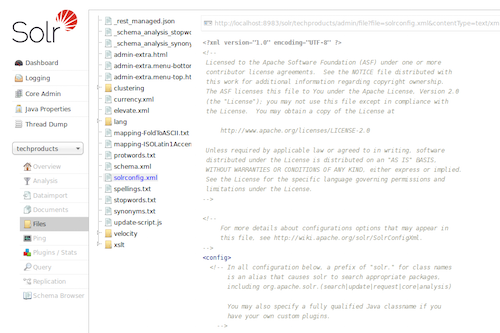 Solr
Dashboard
Logging
Core Admin
Java Properties
Thread Dump
techproducts
Overview
Analysis
Dataimport
Documents
Files
Ping
Plugins / Stats
Query
Replication
Schema Browser
_rest_managed.json
_schema_analysis_stopwo
_schema_analysis_synony
admin-extra.html
admin-extra.menu-bottor
admin-extra.menu-top.ht
clustering
currency.xml
elevate.xml
lang
mapping-FoldToASCII.txt
mapping-ISOLatin1Accent
protwords.txt
schema.xml
solrconfig.xml
spellings.txt
stopwords.txt
synonyms.txt
update-script.js
velocity
xslt
http://localhost:8983/solr/techproducts/admin/file?file=solrconfig.xml&contentType=text/xml
<?xml version="1.0" encoding="UTF-8" ?>
<!--
Licensed to the Apache Software Foundation (ASF) under one or more
contributor license agreements.  See the NOTICE file distributed with
this work for additional information regarding copyright ownership.
The ASF licenses this file to You under the Apache License, Version 2.0
(the "License"); you may not use this file except in compliance with
the License.  You may obtain a copy of the License at
http://www.apache.org/licenses/LICENSE-2.0
Unless required by applicable law or agreed to in writing, software
distributed under the License is distributed on an "AS IS" BASIS,
WITHOUT WARRANTIES OR CONDITIONS OF ANY KIND, either express or implied.
See the License for the specific language governing permissions and
limitations under the License.
-->
<!--
For more details about configurations options that may appear in
this file, see http://wiki.apache.org/solr/SolrConfigXml.
-->
<config>
<!-- In all configuration below, a prefix of "solr." for class names
is an alias that causes solr to search appropriate packages,
including org.apache.solr.(search|update|request|core|analysis)
You may also specify a fully qualified Java classname if you
have your own custom plugins.
-->